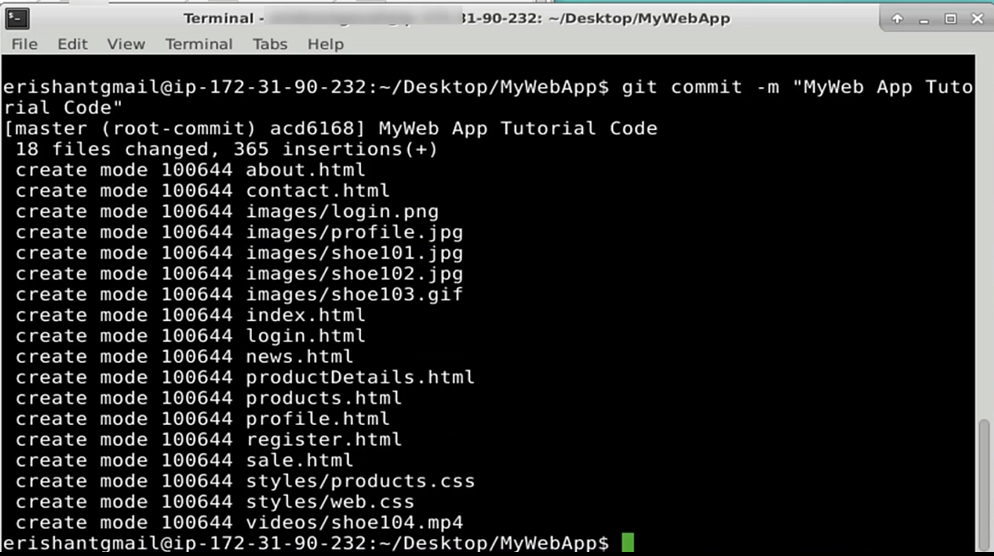 Terminal - 31-90-232: ~/Desktop/MyWebApp
File Edit View Terminal Tabs Help
erishantgmail@ip-172-31-90-232:~/Desktop/MyWebApp$ git commit -m "MyWeb App Tuto
rial Code"
[master (root-commit) acd6168] MyWeb App Tutorial Code
18 files changed, 365 insertions(+)
create mode 100644 about.html
create mode 100644 contact.html
create mode 100644 images/login.png
create mode 100644 images/profile.jpg
create mode 100644 images/shoe101.jpg
create mode 100644 images/shoe102.jpg
create mode 100644 images/shoe103.gif
create mode 100644 index.html
create mode 100644 login.html
create mode 100644 news.html
create mode 100644 productDetails.html
create mode 100644 products.html
create mode 100644 profile.html
create mode 100644 register.html
create mode 100644 sale.html
create mode 100644 styles/products.css
create mode 100644 styles/web.css
create mode 100644 videos/shoe104.mp4
erishantgmail@ip-172-31-90-232:~/Desktop/MyWebApp$